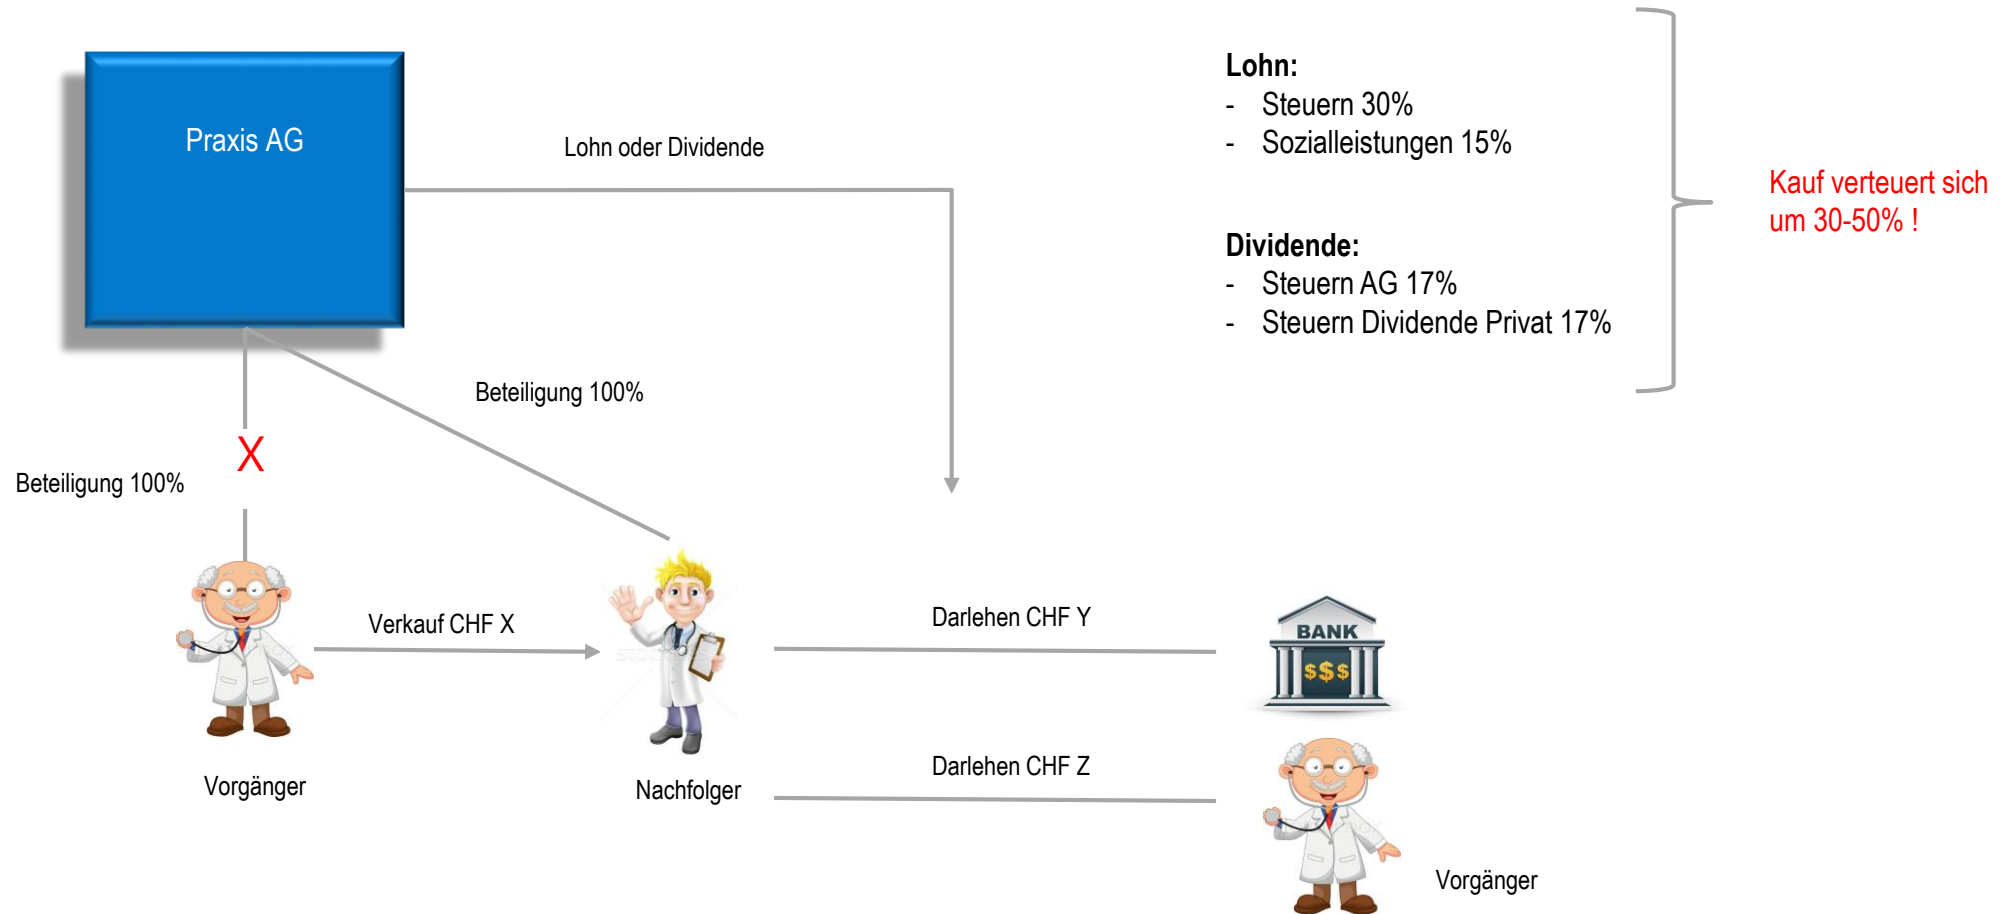 Praxis AG
Lohn oder Dividende
Lohn:
- Steuern 30%
- Sozialleistungen 15%
Dividende:
- Steuern AG 17%
- Steuern Dividende Privat 17%
Kauf verteuert sich
um 30-50% !
Beteiligung 100%
X
Beteiligung 100%
Verkauf CHF X
Darlehen CHF Y
BANK
$$$
Darlehen CHF Z
Vorgänger
Nachfolger
Vorgänger